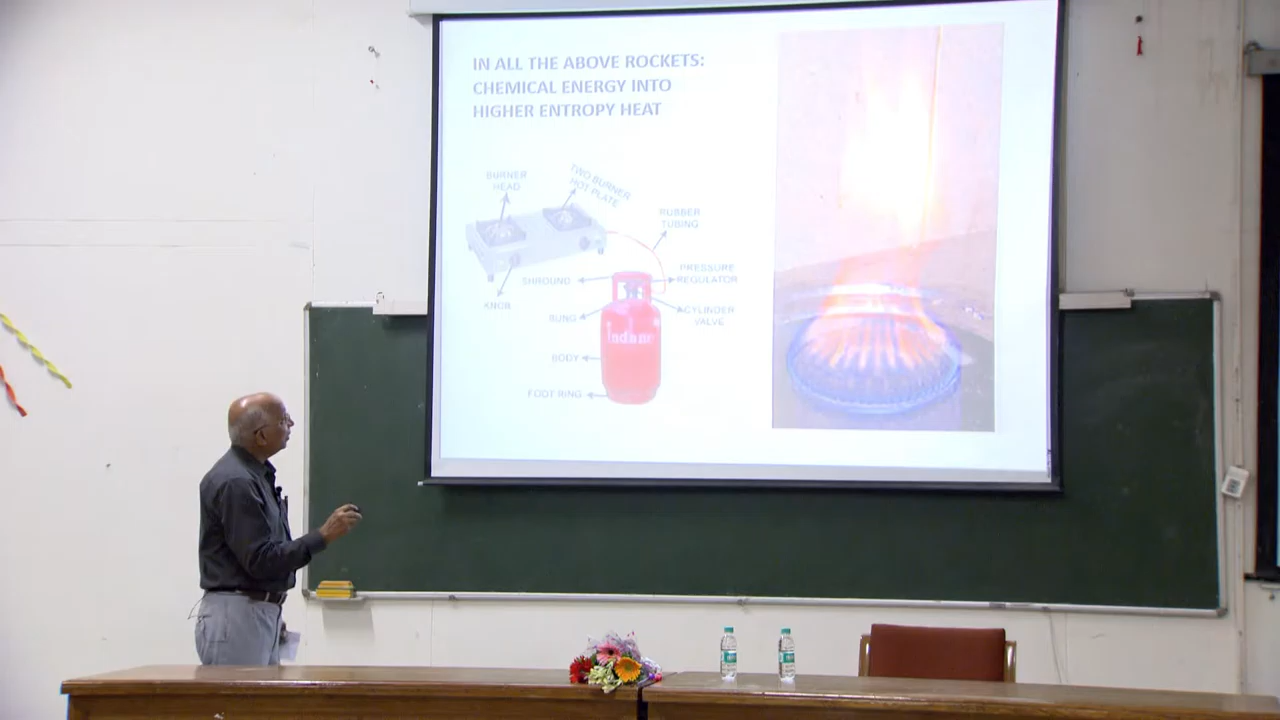 IN ALL THE ABOVE ROCKETS:
CHEMICAL ENERGY INTO
HIGHER ENTROPY HEAT
BURNER
HEAD
TWO BURNER
HOT PLATE
RUBBER
TUBING
KNOB
SHROUND
PRESSURE
REGULATOR
BUNG
CYLINDER
VALVE
Indane
BODY
FOOT RING